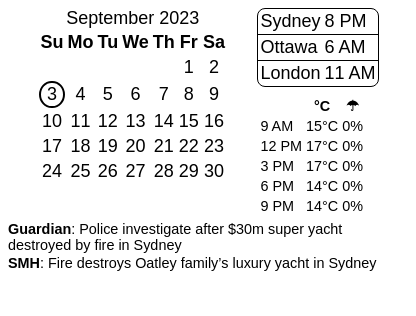 September 2023
Su Mo Tu We Th Fr Sa
1 2
3 4 5 6 7 8 9
10 11 12 13 14 15 16
17 18 19 20 21 22 23
24 25 26 27 28 29 30
Sydney 8 PM
Ottawa 6 AM
London 11 AM
°C ☂
9 AM 15°C 0%
12 PM 17°C 0%
3 PM 17°C 0%
6 PM 14°C 0%
9 PM 14°C 0%
Guardian: Police investigate after $30m super yacht
destroyed by fire in Sydney
SMH: Fire destroys Oatley family’s luxury yacht in Sydney